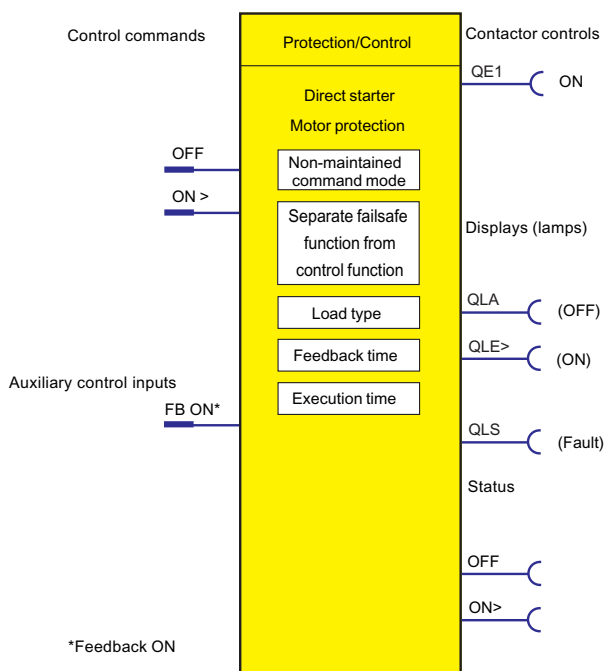 Control commands
Protection/Control
Contactor controls
QE1
ON
Direct starter
Motor protection
OFF
Non-maintained
command mode
ON >
Separate failsafe
function from
control function
Displays (lamps)
QLA
(OFF)
Load type
QLE>
(ON)
Feedback time
Auxiliary control inputs
Execution time
FB ON*
QLS
(Fault)
Status
OFF
ON>
*Feedback ON